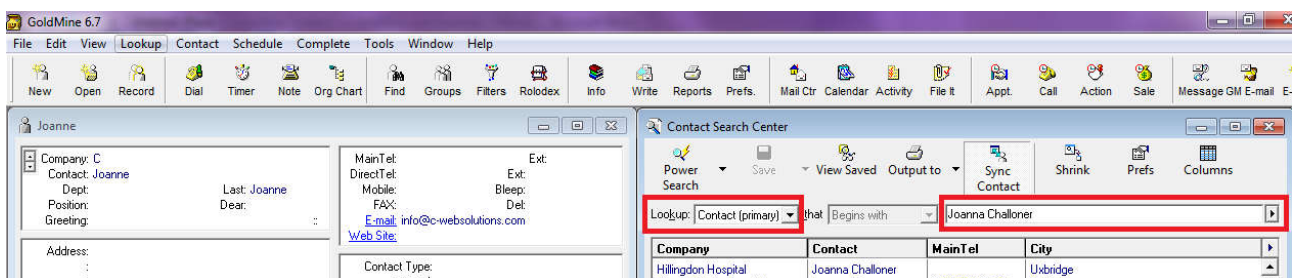 GoldMine 6.7
File Edit View Lookup Contact Schedule Complete Tools Window Help
New Open Record Dial Timer Note Org Chart Find Groups Filters Rolodex Info Write Reports Prefs. Mail Ctr Calendar Activity File It Appt. Call Action Sale Message GM E-mail E-
Joanne
Company: C
Contact: Joanne
Dept: Last: Joanne
Position: Dear:
Greeting: ::
MainTel: Ext:
DirectTel: Ext:
Mobile: Bleep:
FAX: Del:
E-mail: info@c-websolutions.com
Web Site:
Address:
:
Contact Type:
Contact Search Center
Power Search Save View Saved Output to Sync Contact Shrink Prefs Columns
Lookup: Contact (primary) that Begins with Joanna Challoner
Company Contact MainTel City
Hillingdon Hospital Joanna Challoner Uxbridge